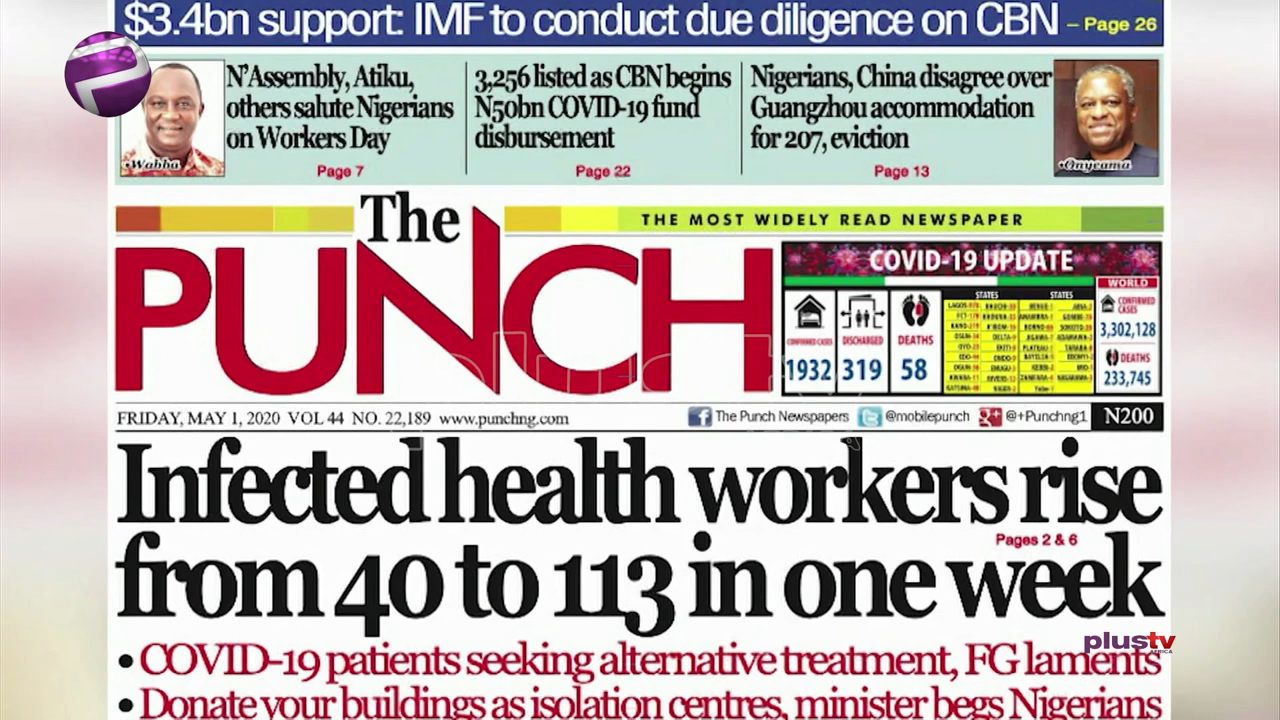 $3.4bn support: IMF to conduct due diligence on CBN – Page 26
N'Assembly, Atiku,
others salute Nigerians
on Workers Day
Page 7
•Wabba
3,256 listed as CBN begins
N50bn COVID-19 fund
disbursement
Page 22
Nigerians, China disagree over
Guangzhou accommodation
for 207, eviction
Page 13
•Onyeama
The
PUNCH
THE MOST WIDELY READ NEWSPAPER
COVID-19 UPDATE
CONFIRMED CASES
1932
DISCHARGED
319
DEATHS
58
STATES STATES
WORLD
CONFIRMED
CASES
3,302,128
DEATHS
233,745
FRIDAY, MAY 1, 2020 VOL 44 NO. 22,189 www.punchng.com
The Punch Newspapers @mobilepunch @+Punchng1 N200
Infected health workers rise
from 40 to 113 in one week
Pages 2 & 6
• COVID-19 patients seeking alternative treatment, FG laments
• Donate your buildings as isolation centres, minister begs Nigerians
plustv
AFRICA